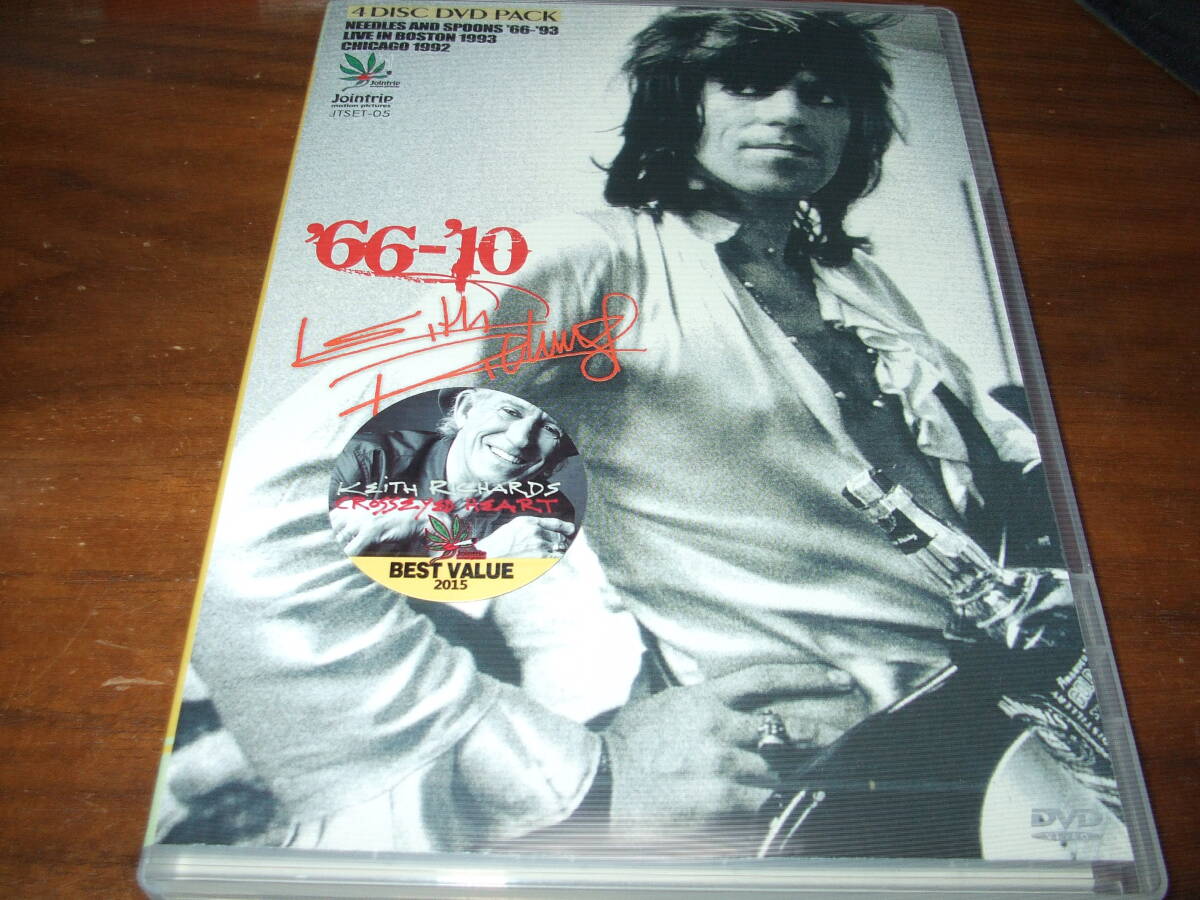 4 DISC DVD PACK
NEEDLES AND SPOONS '66-'93
LIVE IN BOSTON 1993
CHICAGO 1992
Jointrip
Jointrip
motion pictures
JTSET-05
'66-'10
Keith Richards
KEITH RICHARDS
CROSSEYED HEART
BEST VALUE
2015
DVD
VIDEO